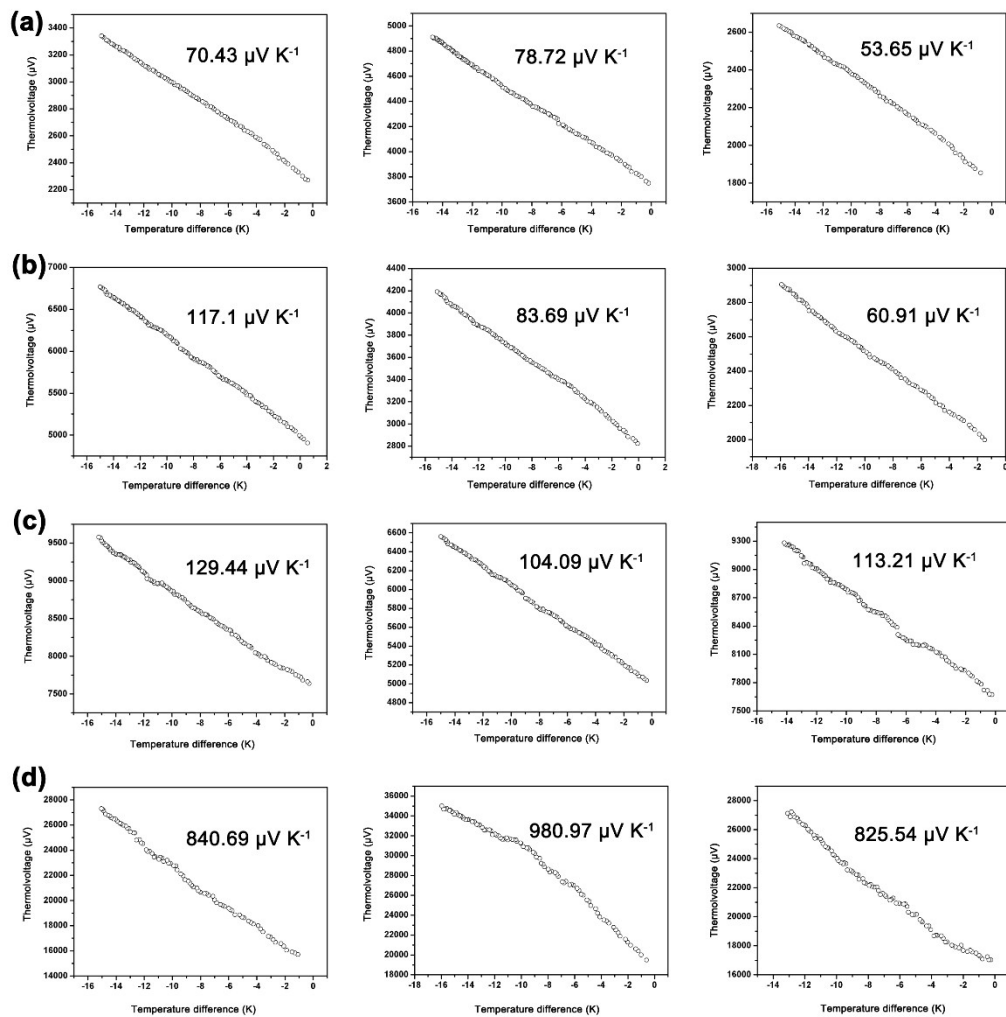 (a)
3400
3200
3000
2800
2600
2400
2200
Thermolvoltage (µV)
70.43 µV K-1
-16 -14 -12 -10 -8 -6 -4 -2 0
Temperature difference (K)
5000
4800
4600
4400
4200
4000
3800
3600
Thermolvoltage (µV)
78.72 µV K-1
-14 -12 -10 -8 -6 -4 -2 0
Temperature difference (K)
2600
2400
2200
2000
1800
Thermolvoltage (µV)
53.65 µV K-1
-16 -14 -12 -10 -8 -6 -4 -2 0
Temperature difference (K)
(b)
7000
6500
6000
5500
5000
Thermolvoltage (µV)
117.1 µV K-1
-16 -14 -12 -10 -8 -6 -4 -2 0 2
Temperature difference (K)
4400
4200
4000
3800
3600
3400
3200
3000
2800
2600
Thermolvoltage (µV)
83.69 µV K-1
-16 -14 -12 -10 -8 -6 -4 -2 0 2
Temperature difference (K)
3000
2800
2600
2400
2200
2000
Thermolvoltage (µV)
60.91 µV K-1
-18 -16 -14 -12 -10 -8 -6 -4 -2 0
Temperature difference (K)
(c)
9500
9000
8500
8000
7500
Thermolvoltage (µV)
129.44 µV K-1
-16 -14 -12 -10 -8 -6 -4 -2 0
Temperature difference (K)
6600
6400
6200
6000
5800
5600
5400
5200
5000
4800
Thermolvoltage (µV)
104.09 µV K-1
-16 -14 -12 -10 -8 -6 -4 -2 0
Temperature difference (K)
9300
9000
8700
8400
8100
7800
7500
Thermolvoltage (µV)
113.21 µV K-1
-16 -14 -12 -10 -8 -6 -4 -2 0
Temperature difference (K)
(d)
28000
26000
24000
22000
20000
18000
16000
14000
Thermolvoltage (µV)
840.69 µV K-1
-16 -14 -12 -10 -8 -6 -4 -2 0
Temperature difference (K)
36000
34000
32000
30000
28000
26000
24000
22000
20000
18000
Thermolvoltage (µV)
980.97 µV K-1
-16 -14 -12 -10 -8 -6 -4 -2 0
Temperature difference (K)
28000
26000
24000
22000
20000
18000
16000
Thermolvoltage (µV)
825.54 µV K-1
-14 -12 -10 -8 -6 -4 -2 0
Temperature difference (K)